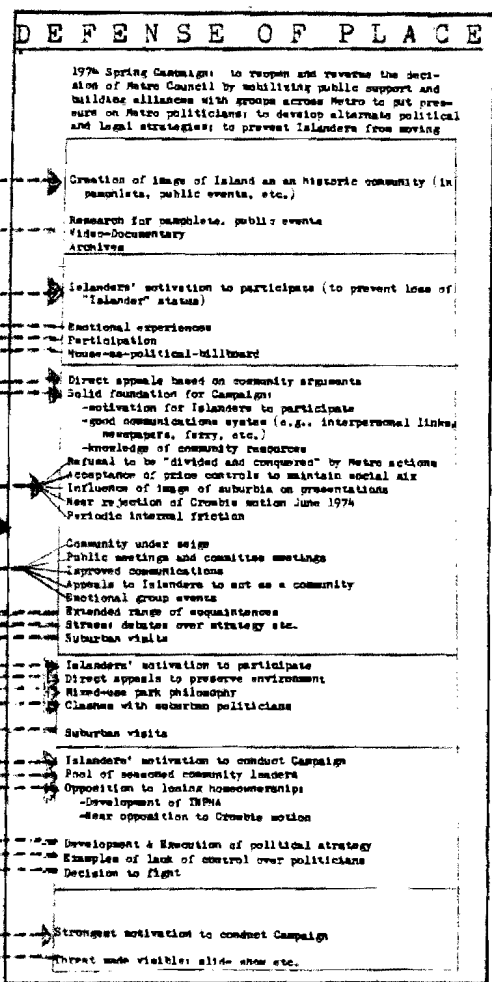 DEFENSE OF PLACE
1974 Spring Campaign: to reopen and reverse the deci-
sion of Metro Council by mobilizing public support and
building alliances with groups across Metro to put pres-
sure on Metro politicians; to develop alternate political
and legal strategies; to prevent Islanders from moving
Creation of image of Island as an historic community (in
pamphlets, public events, etc.)
Research for pamphlets, public events
Video-Documentary
Archives
Islanders' motivation to participate (to prevent loss of
"Islander" status)
Emotional experiences
Participation
House-as-political-billboard
Direct appeals based on community arguments
Solid foundation for Campaign:
-motivation for Islanders to participate
-good communications system (e.g., interpersonal links,
newspapers, ferry, etc.)
-knowledge of community resources
Refusal to be "divided and conquered" by Metro actions
Acceptance of price controls to maintain social mix
Influence of image of suburbia on presentations
Near rejection of Crombie motion June 1974
Periodic internal friction
Community under seige
Public meetings and committee meetings
Improved communications
Appeals to Islanders to act as a community
Emotional group events
Extended range of acquaintences
Stress: debates over strategy etc.
Suburban visits
Islanders' motivation to participate
Direct appeals to preserve environment
Mixed-use park philosophy
Clashes with suburban politicians
Suburban visits
Islanders' motivation to conduct Campaign
Pool of seasoned community leaders
Opposition to losing homeownership:
-Development of
-Near opposition to Crombie motion
Development & Execution of political strategy
Examples of lack of control over politicians
Decision to fight
Strongest motivation to conduct Campaign
Threat made visible: slide show etc.